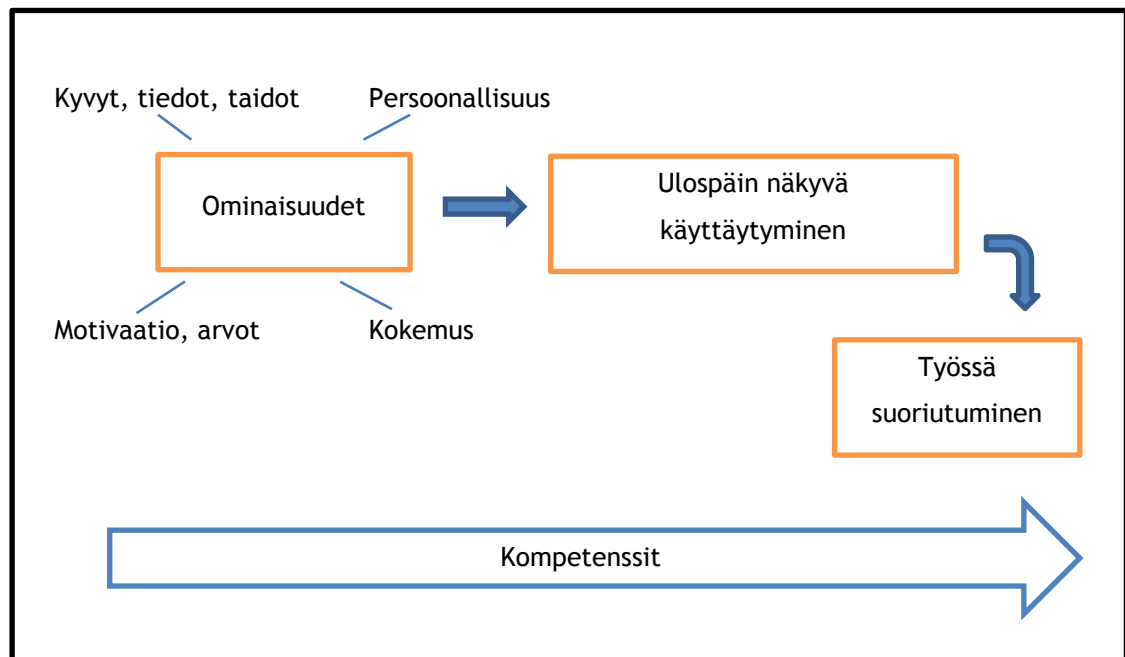 Kyvyt, tiedot, taidot
Persoonallisuus
Ominaisuudet
Ulospäin näkyvä
käyttäytyminen
Motivaatio, arvot
Kokemus
Työssä
suoriutuminen
Kompetenssit